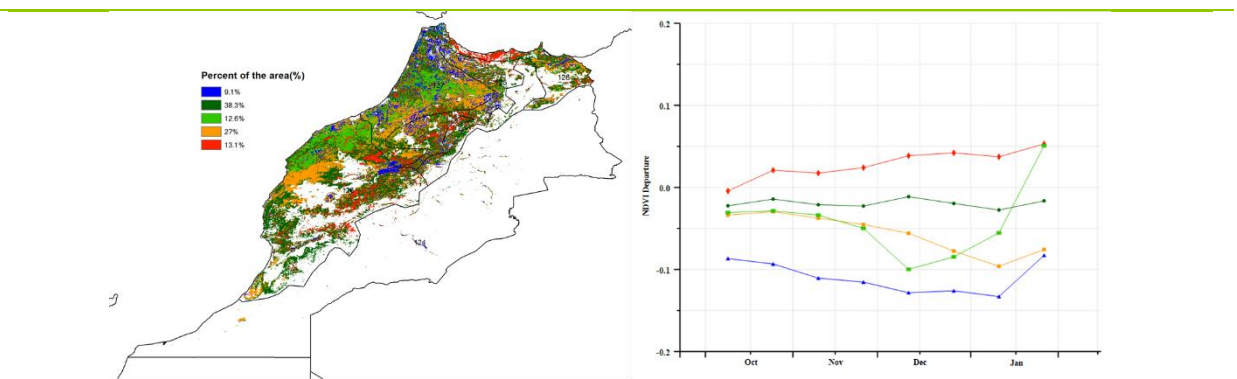 Percent of the area(%)
9.1%
38.3%
12.6%
27%
13.1%
126
124
0.2
0.1
0.0
-0.1
-0.2
NDVI Departure
Oct
Nov
Dec
Jan